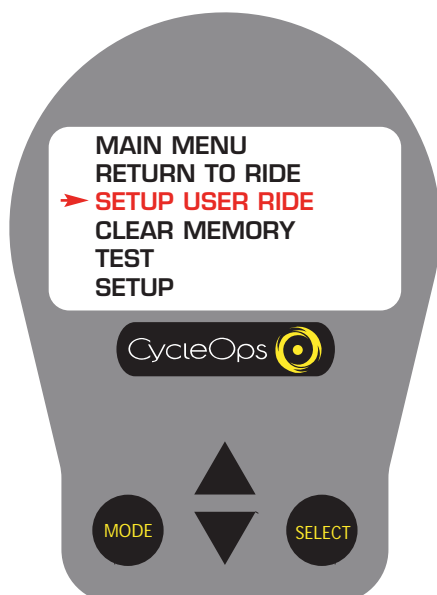 MAIN MENU
RETURN TO RIDE
SETUP USER RIDE
CLEAR MEMORY
TEST
SETUP
CycleOps
MODE
SELECT